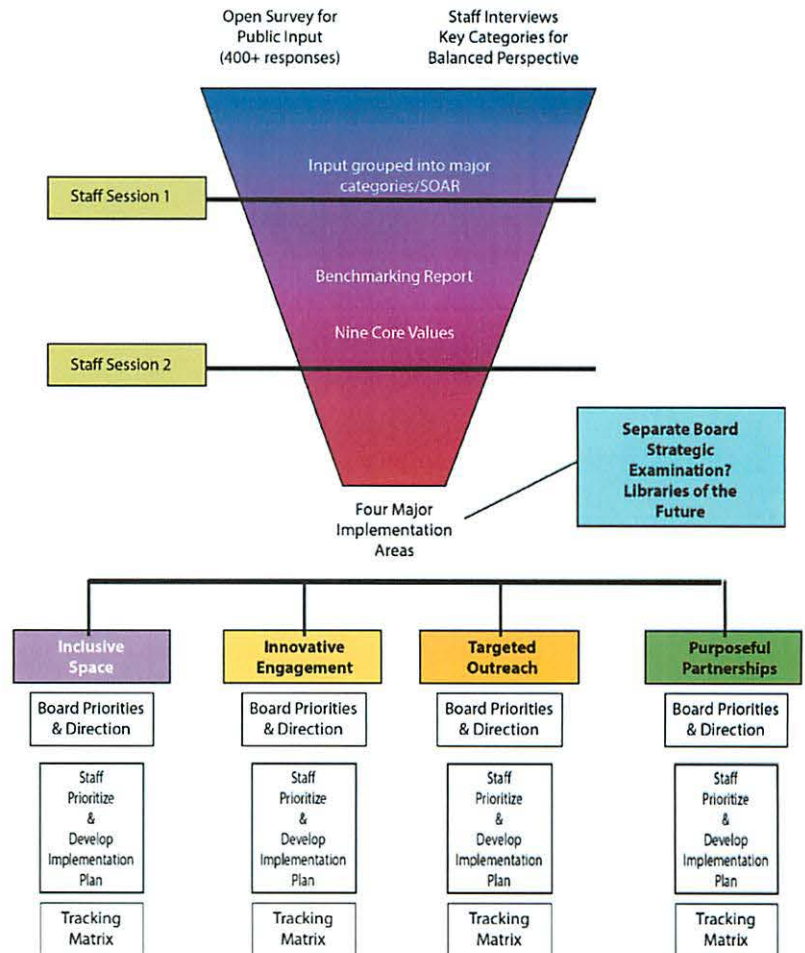 Open Survey for
Public Input
(400+ responses)
Staff Interviews
Key Categories for
Balanced Perspective
Input grouped into major
categories/SOAR
Staff Session 1
Benchmarking Report
Nine Core Values
Staff Session 2
Separate Board
Strategic
Examination?
Libraries of the
Future
Four Major
Implementation
Areas
Inclusive
Space
Innovative
Engagement
Targeted
Outreach
Purposeful
Partnerships
Board Priorities
& Direction
Board Priorities
& Direction
Board Priorities
& Direction
Board Priorities
& Direction
Staff
Prioritize
&
Develop
Implementation
Plan
Staff
Prioritize
&
Develop
Implementation
Plan
Staff
Prioritize
&
Develop
Implementation
Plan
Staff
Prioritize
&
Develop
Implementation
Plan
Tracking
Matrix
Tracking
Matrix
Tracking
Matrix
Tracking
Matrix